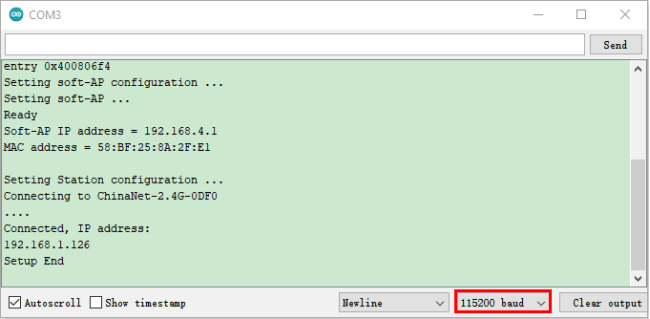 COM3
Send
entry 0x400806f4
Setting soft-AP configuration ...
Setting soft-AP ...
Ready
Soft-AP IP address = 192.168.4.1
MAC address = 58:BF:25:8A:2F:E1
Setting Station configuration ...
Connecting to ChinaNet-2.4G-0DF0
....
Connected, IP address:
192.168.1.126
Setup End
Autoscroll Show timestamp Newline 115200 baud Clear output